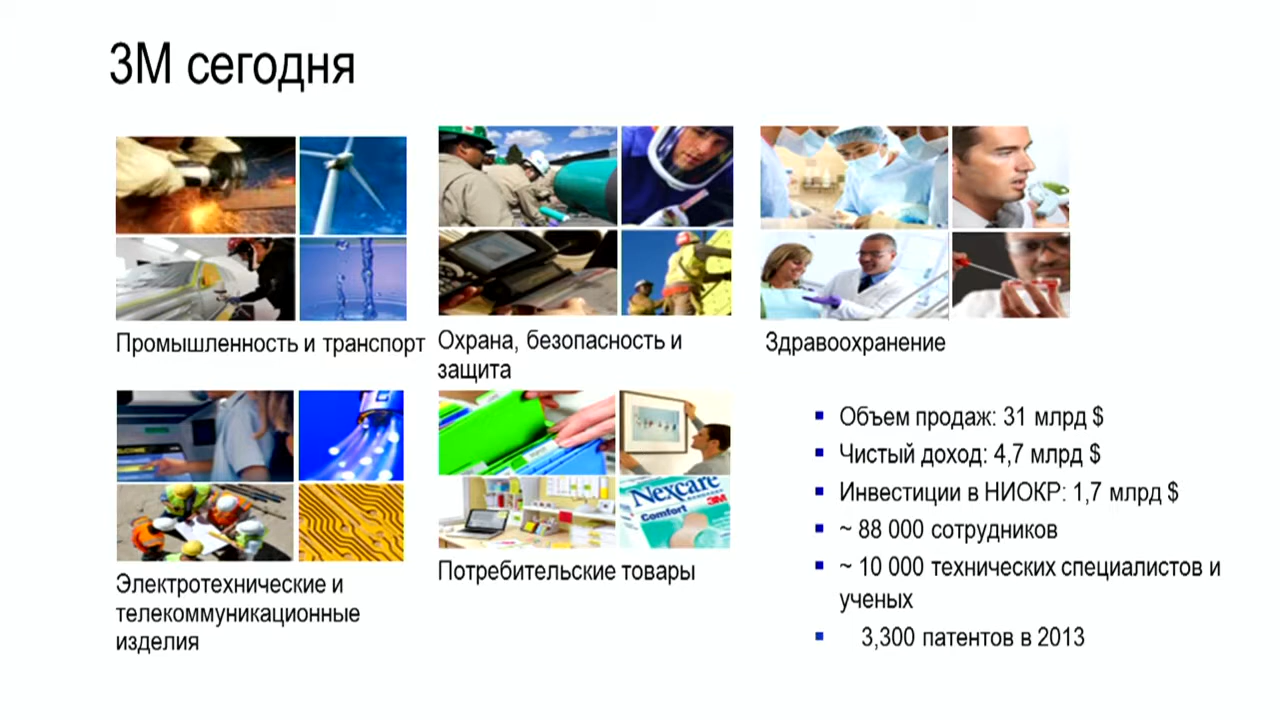 3M сегодня
Промышленность и транспорт
Охрана, безопасность и
защита
Здравоохранение
Nexcare
Comfort
3M
Электротехнические и
телекоммуникационные
изделия
Потребительские товары
Объем продаж: 31 млрд $
Чистый доход: 4,7 млрд $
Инвестиции в НИОКР: 1,7 млрд $
~ 88 000 сотрудников
~ 10 000 технических специалистов и
ученых
3,300 патентов в 2013